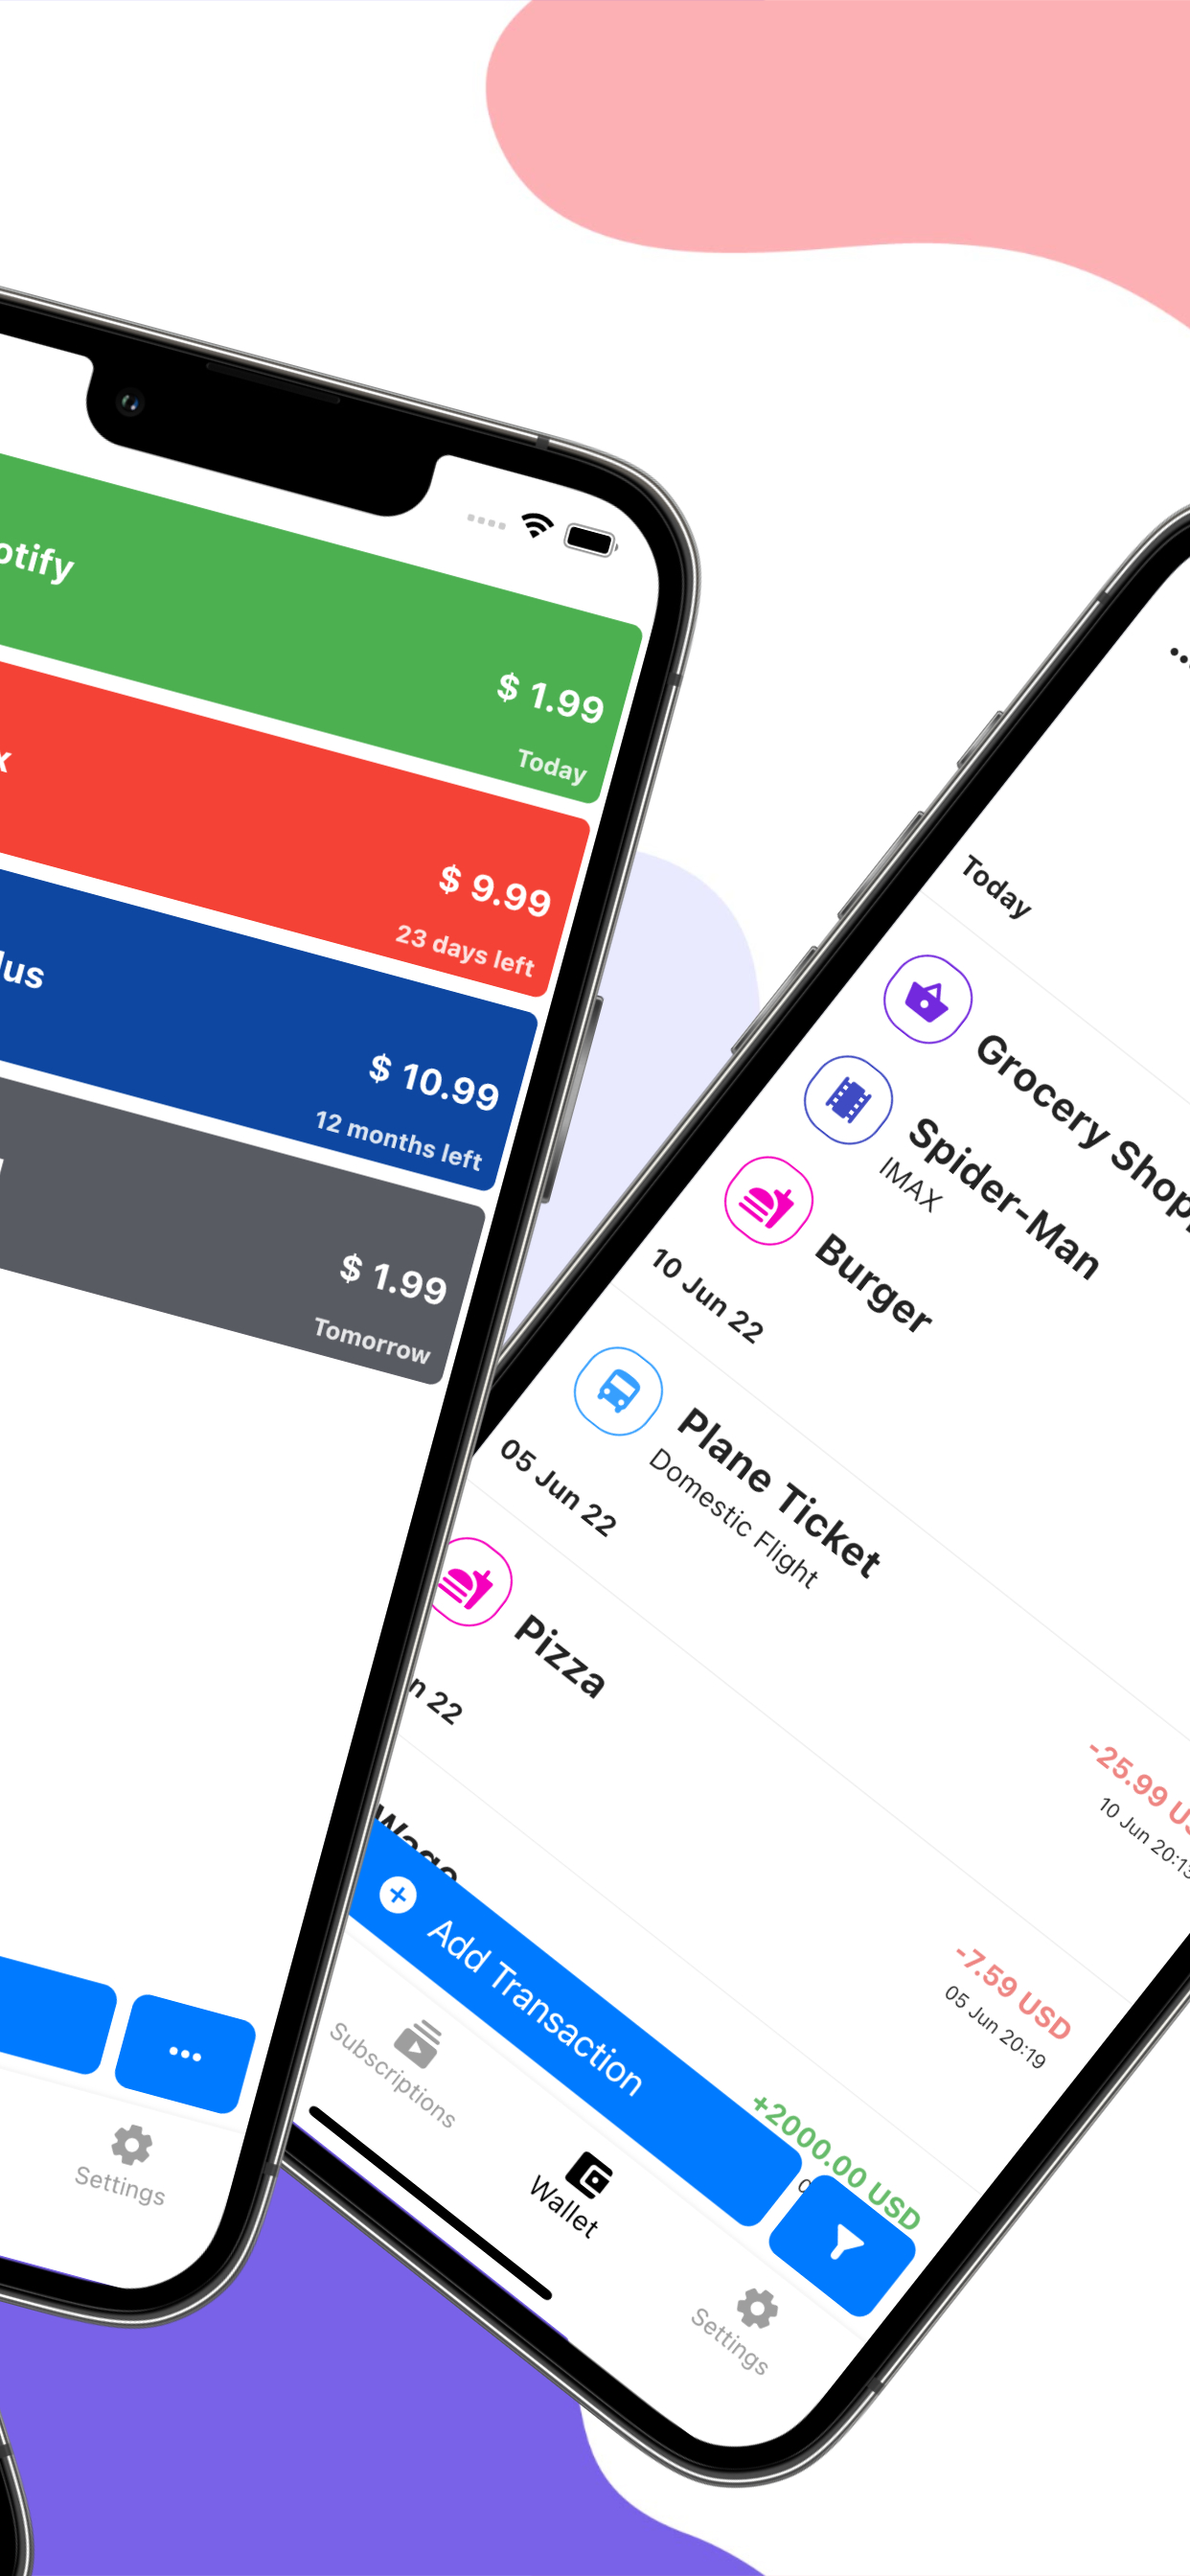 otify
$ 1.99
Today
x
$ 9.99
23 days left
lus
$ 10.99
12 months left
$ 1.99
Tomorrow
Settings
Today
Grocery Shop
Spider-Man
IMAX
Burger
10 Jun 22
Plane Ticket
Domestic Flight
-25.99 US
10 Jun 20:13
05 Jun 22
Pizza
-7.59 USD
05 Jun 20:19
n 22
Wage
+2000.00 USD
0
Add Transaction
Subscriptions
Wallet
Settings